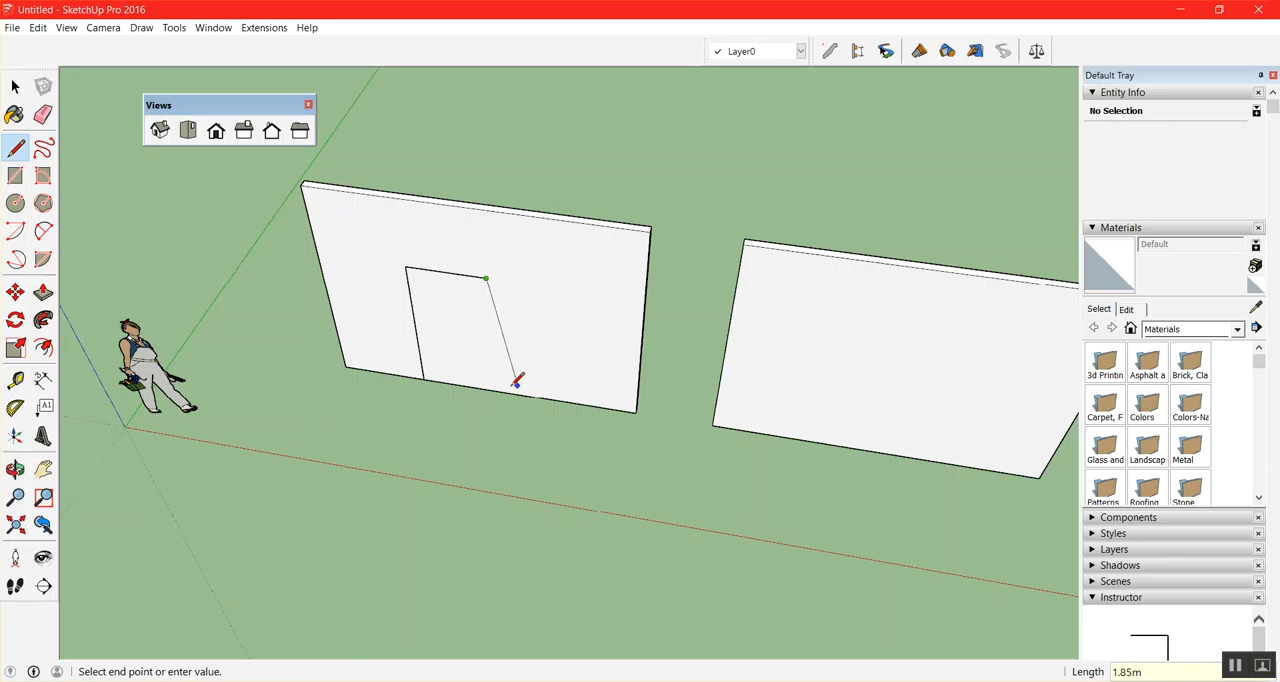 Untitled - SketchUp Pro 2016
File Edit View Camera Draw Tools Window Extensions Help
Layer0
Default Tray
Views
Entity Info
No Selection
Materials
Default
Select Edit
Materials
3d Printin Asphalt a Brick, Cla
Carpet, F Colors Colors-Na
Glass and Landscap Metal
Patterns Roofing Stone
Components
Styles
Layers
Shadows
Scenes
Instructor
Select end point or enter value.
Length 1.85m
A1